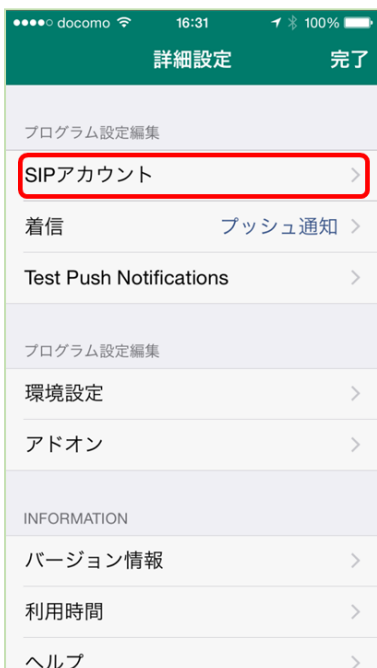 docomo 16:31 100%
詳細設定 完了
プログラム設定編集
SIPアカウント
着信 プッシュ通知
Test Push Notifications
プログラム設定編集
環境設定
アドオン
INFORMATION
バージョン情報
利用時間
ヘルプ